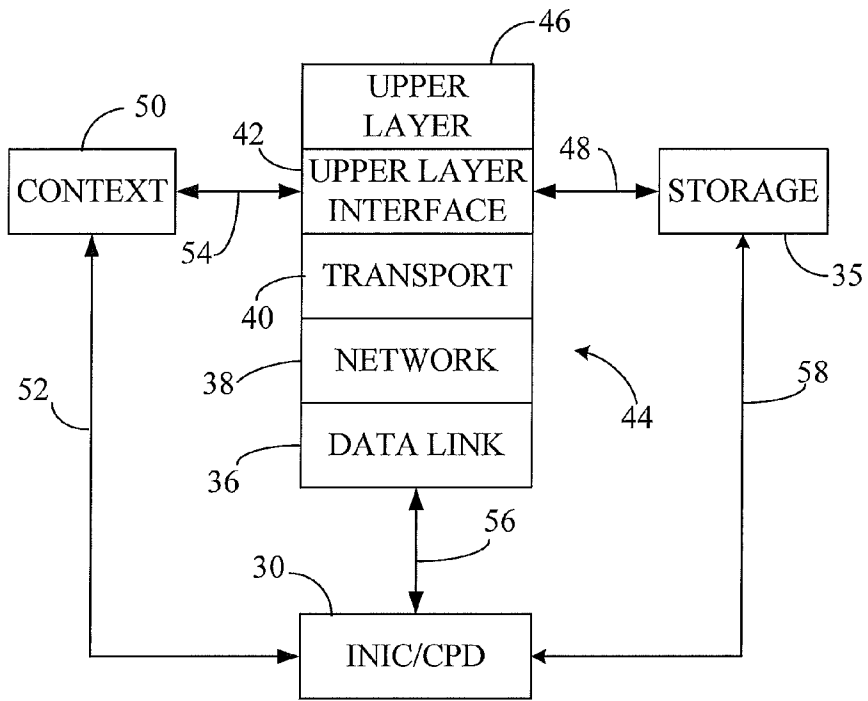 46
UPPER
LAYER
50
42
48
CONTEXT
UPPER LAYER
INTERFACE
STORAGE
54
35
40
TRANSPORT
38
NETWORK
52
58
44
36
DATA LINK
56
30
INIC/CPD